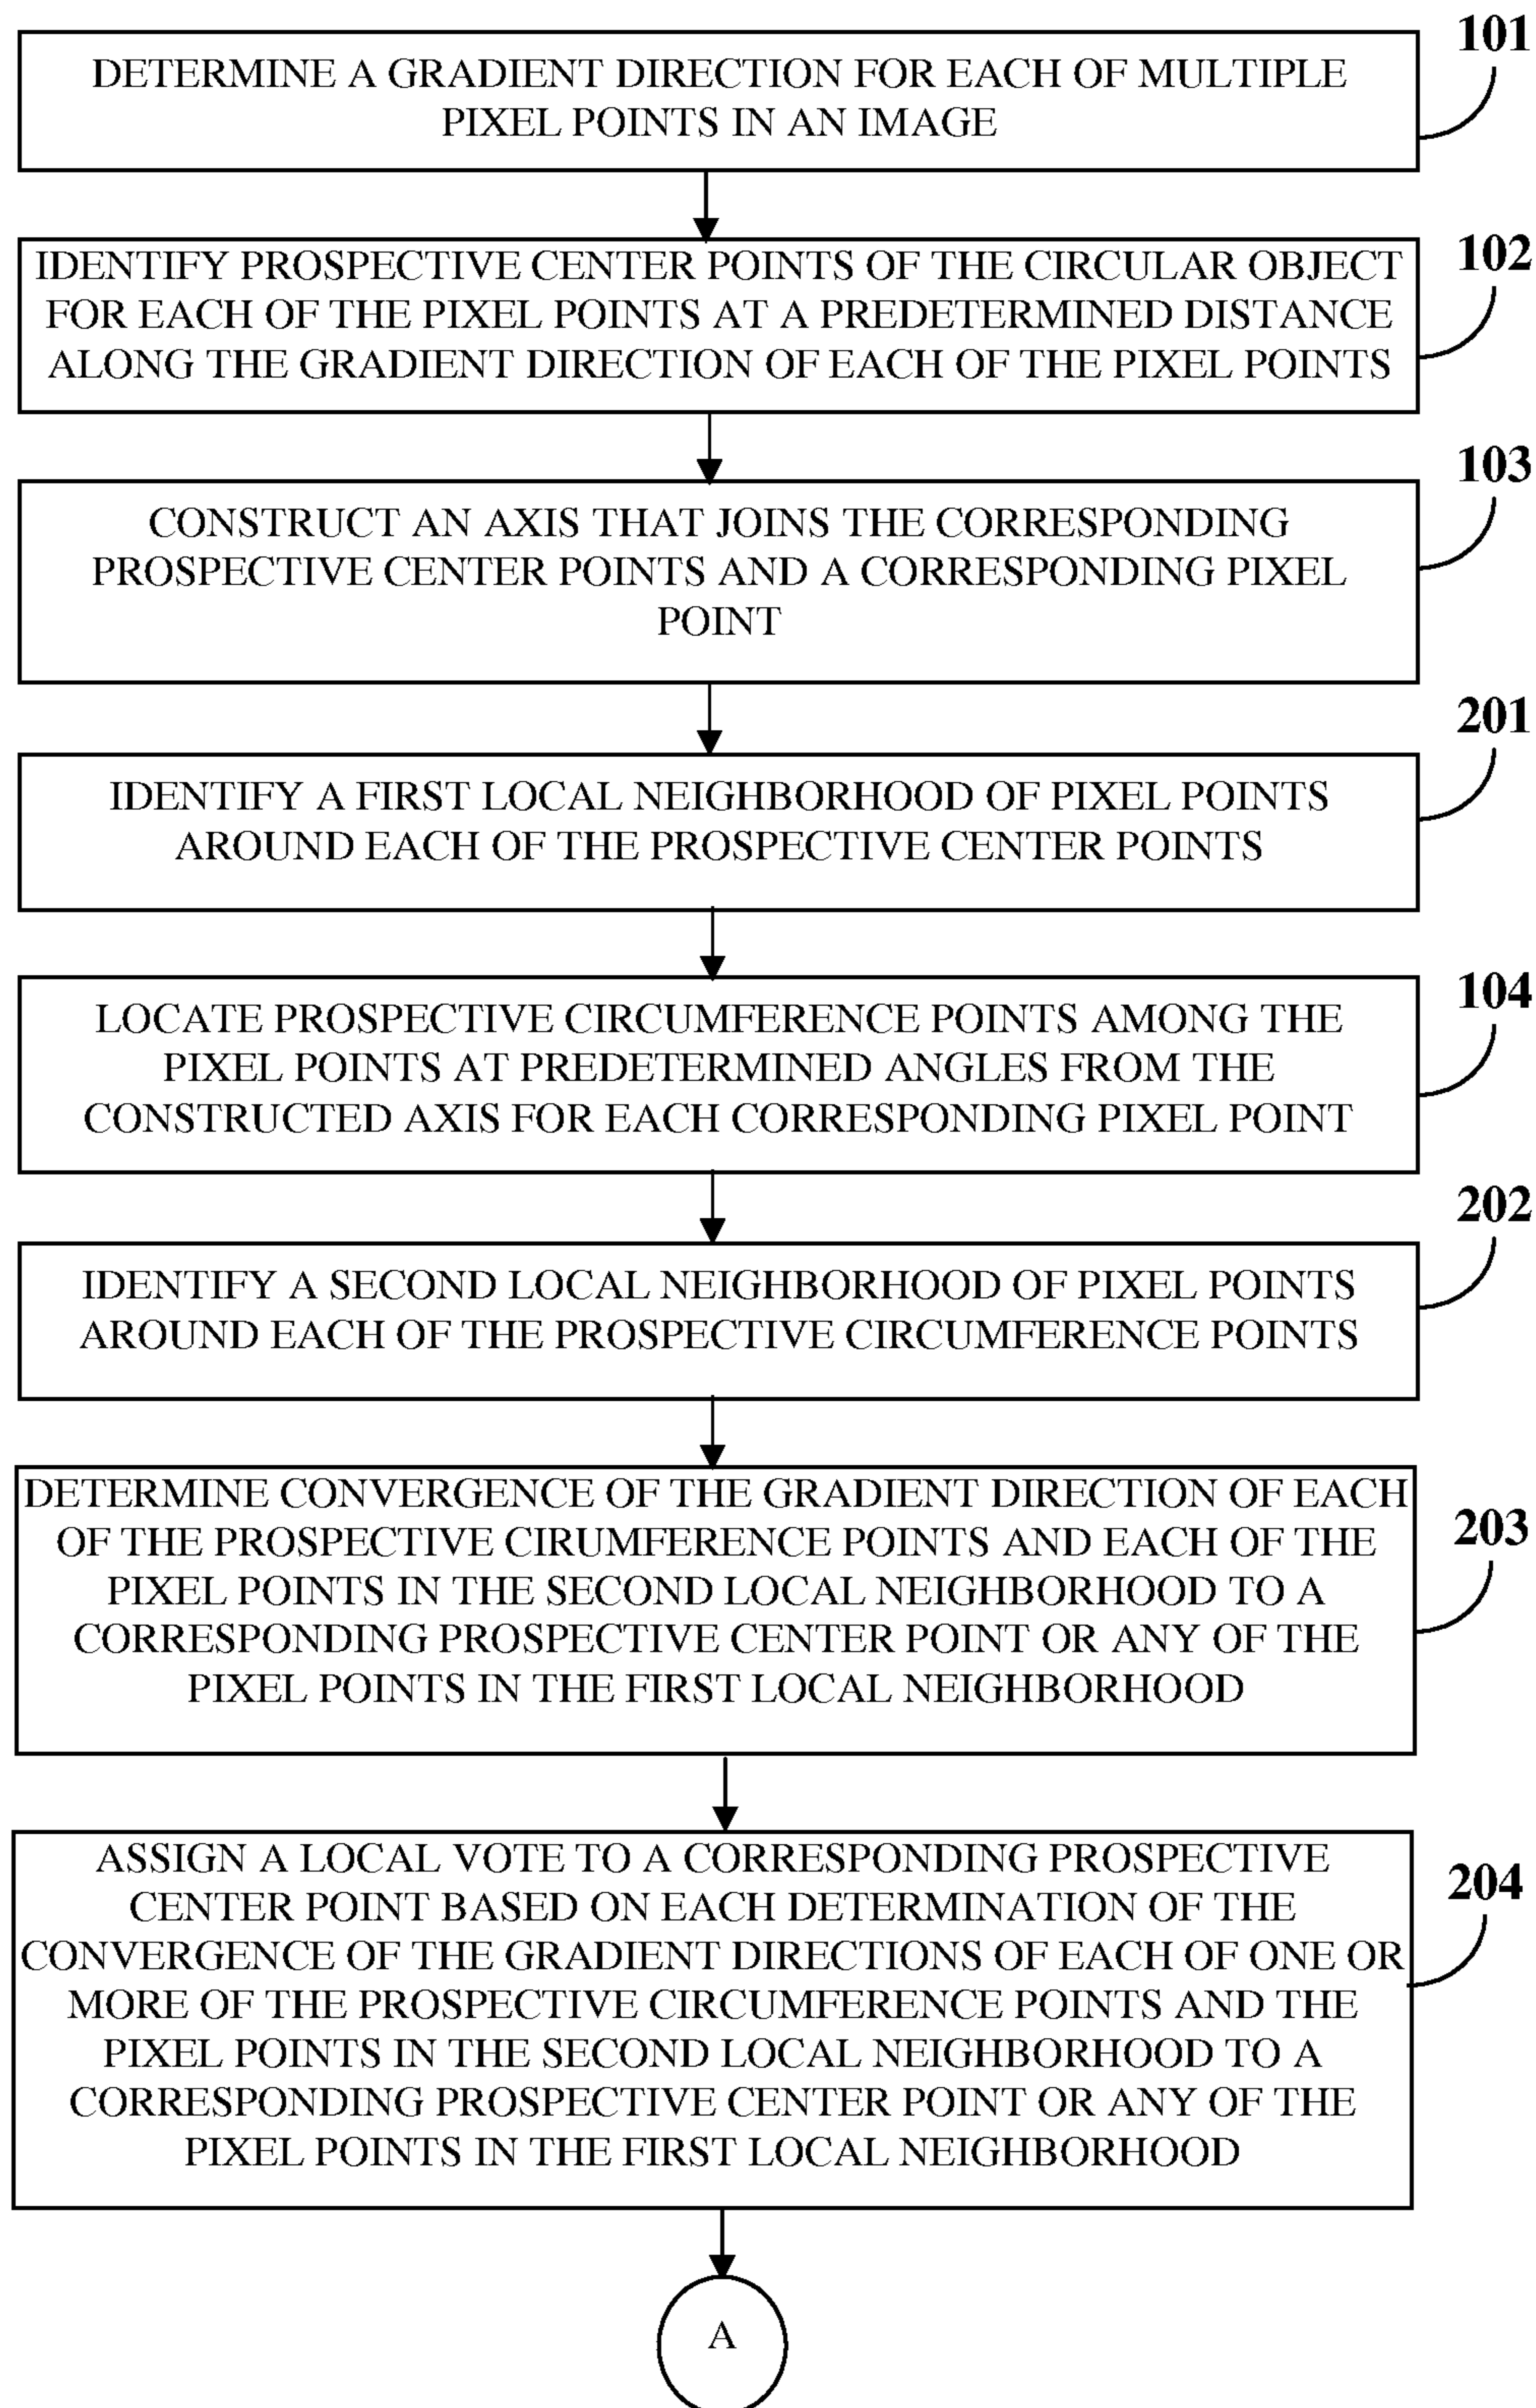 101
DETERMINE A GRADIENT DIRECTION FOR EACH OF MULTIPLE
PIXEL POINTS IN AN IMAGE
102
IDENTIFY PROSPECTIVE CENTER POINTS OF THE CIRCULAR OBJECT
FOR EACH OF THE PIXEL POINTS AT A PREDETERMINED DISTANCE
ALONG THE GRADIENT DIRECTION OF EACH OF THE PIXEL POINTS
103
CONSTRUCT AN AXIS THAT JOINS THE CORRESPONDING
PROSPECTIVE CENTER POINTS AND A CORRESPONDING PIXEL
POINT
201
IDENTIFY A FIRST LOCAL NEIGHBORHOOD OF PIXEL POINTS
AROUND EACH OF THE PROSPECTIVE CENTER POINTS
104
LOCATE PROSPECTIVE CIRCUMFERENCE POINTS AMONG THE
PIXEL POINTS AT PREDETERMINED ANGLES FROM THE
CONSTRUCTED AXIS FOR EACH CORRESPONDING PIXEL POINT
202
IDENTIFY A SECOND LOCAL NEIGHBORHOOD OF PIXEL POINTS
AROUND EACH OF THE PROSPECTIVE CIRCUMFERENCE POINTS
DETERMINE CONVERGENCE OF THE GRADIENT DIRECTION OF EACH
OF THE PROSPECTIVE CIRUMFERENCE POINTS AND EACH OF THE
203
PIXEL POINTS IN THE SECOND LOCAL NEIGHBORHOOD TO A
CORRESPONDING PROSPECTIVE CENTER POINT OR ANY OF THE
PIXEL POINTS IN THE FIRST LOCAL NEIGHBORHOOD
ASSIGN A LOCAL VOTE TO A CORRESPONDING PROSPECTIVE
204
CENTER POINT BASED ON EACH DETERMINATION OF THE
CONVERGENCE OF THE GRADIENT DIRECTIONS OF EACH OF ONE OR
MORE OF THE PROSPECTIVE CIRCUMFERENCE POINTS AND THE
PIXEL POINTS IN THE SECOND LOCAL NEIGHBORHOOD TO A
CORRESPONDING PROSPECTIVE CENTER POINT OR ANY OF THE
PIXEL POINTS IN THE FIRST LOCAL NEIGHBORHOOD
A